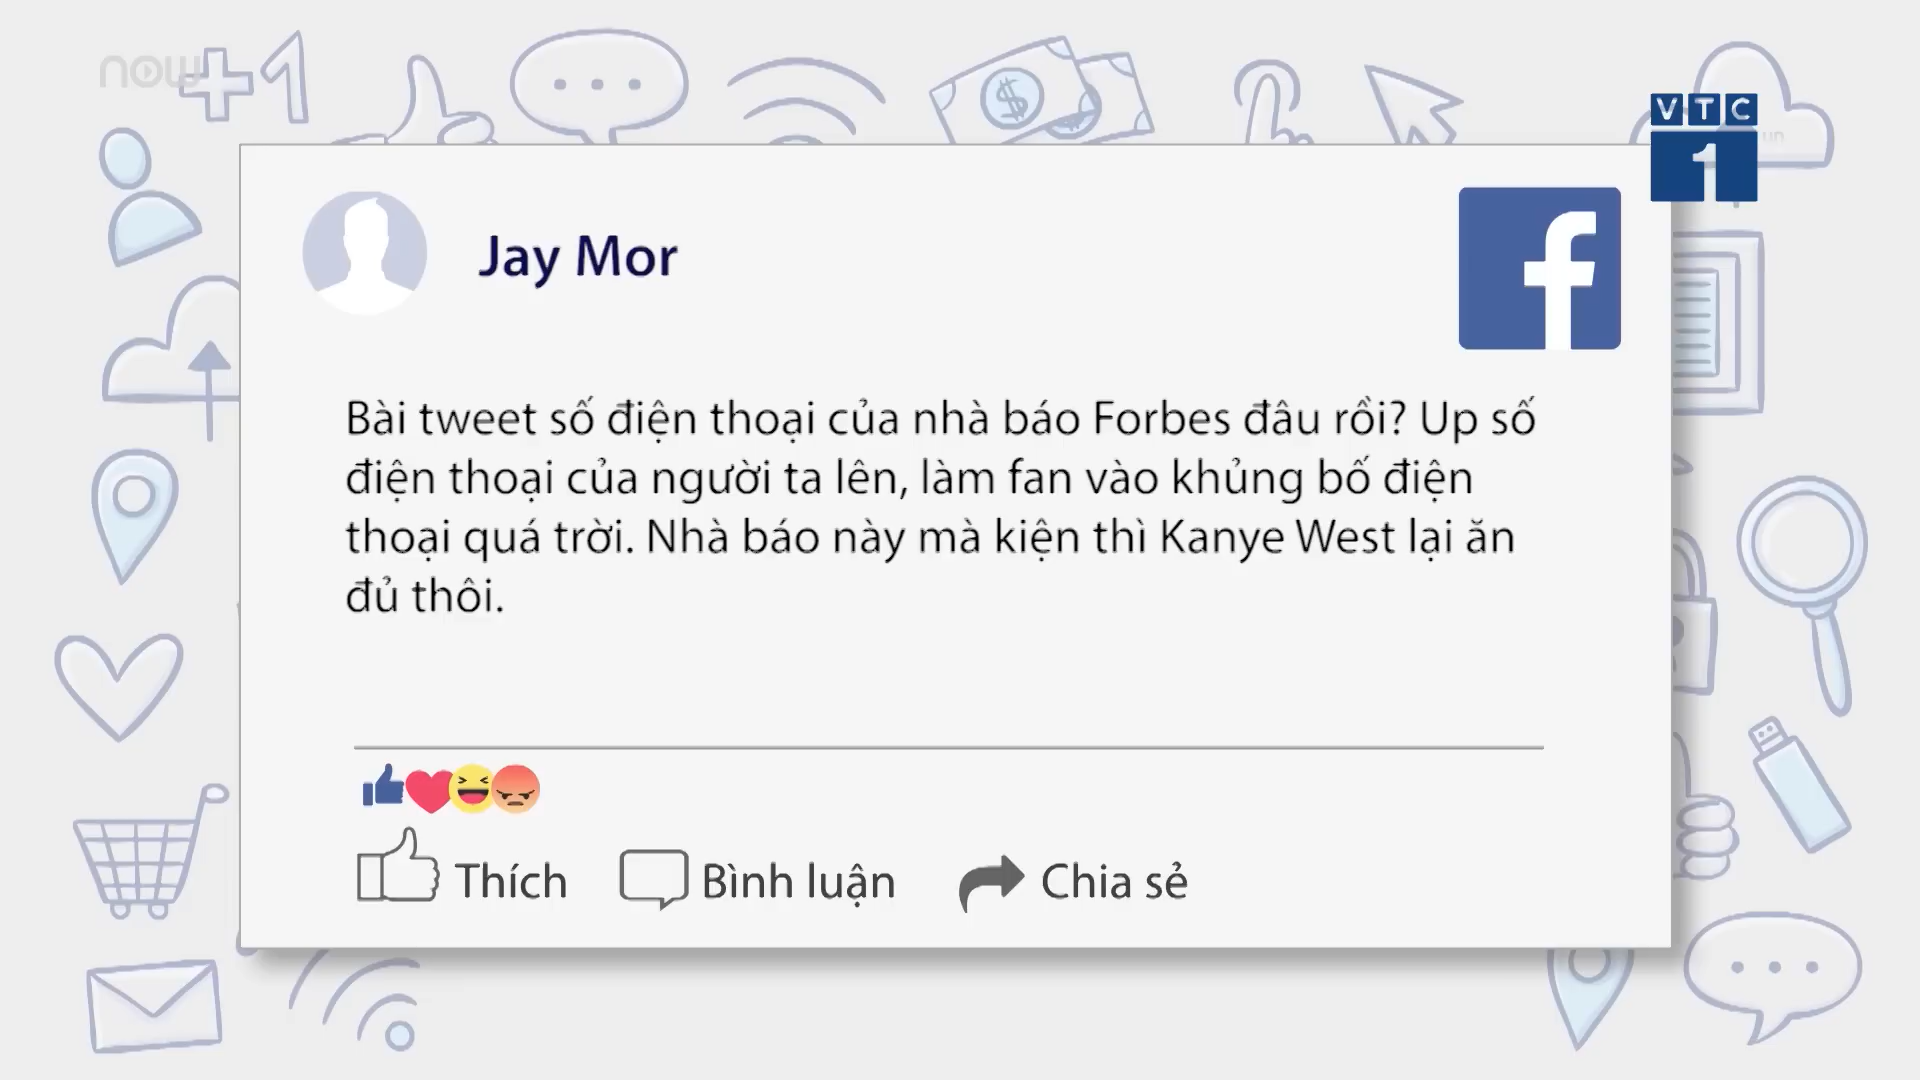 now
+1
VTC
1
Jay Mor
f
Bài tweet số điện thoại của nhà báo Forbes đâu rồi? Up số
điện thoại của người ta lên, làm fan vào khủng bố điện
thoại quá trời. Nhà báo này mà kiện thì Kanye West lại ăn
đủ thôi.
Thích
Bình luận
Chia sẻ